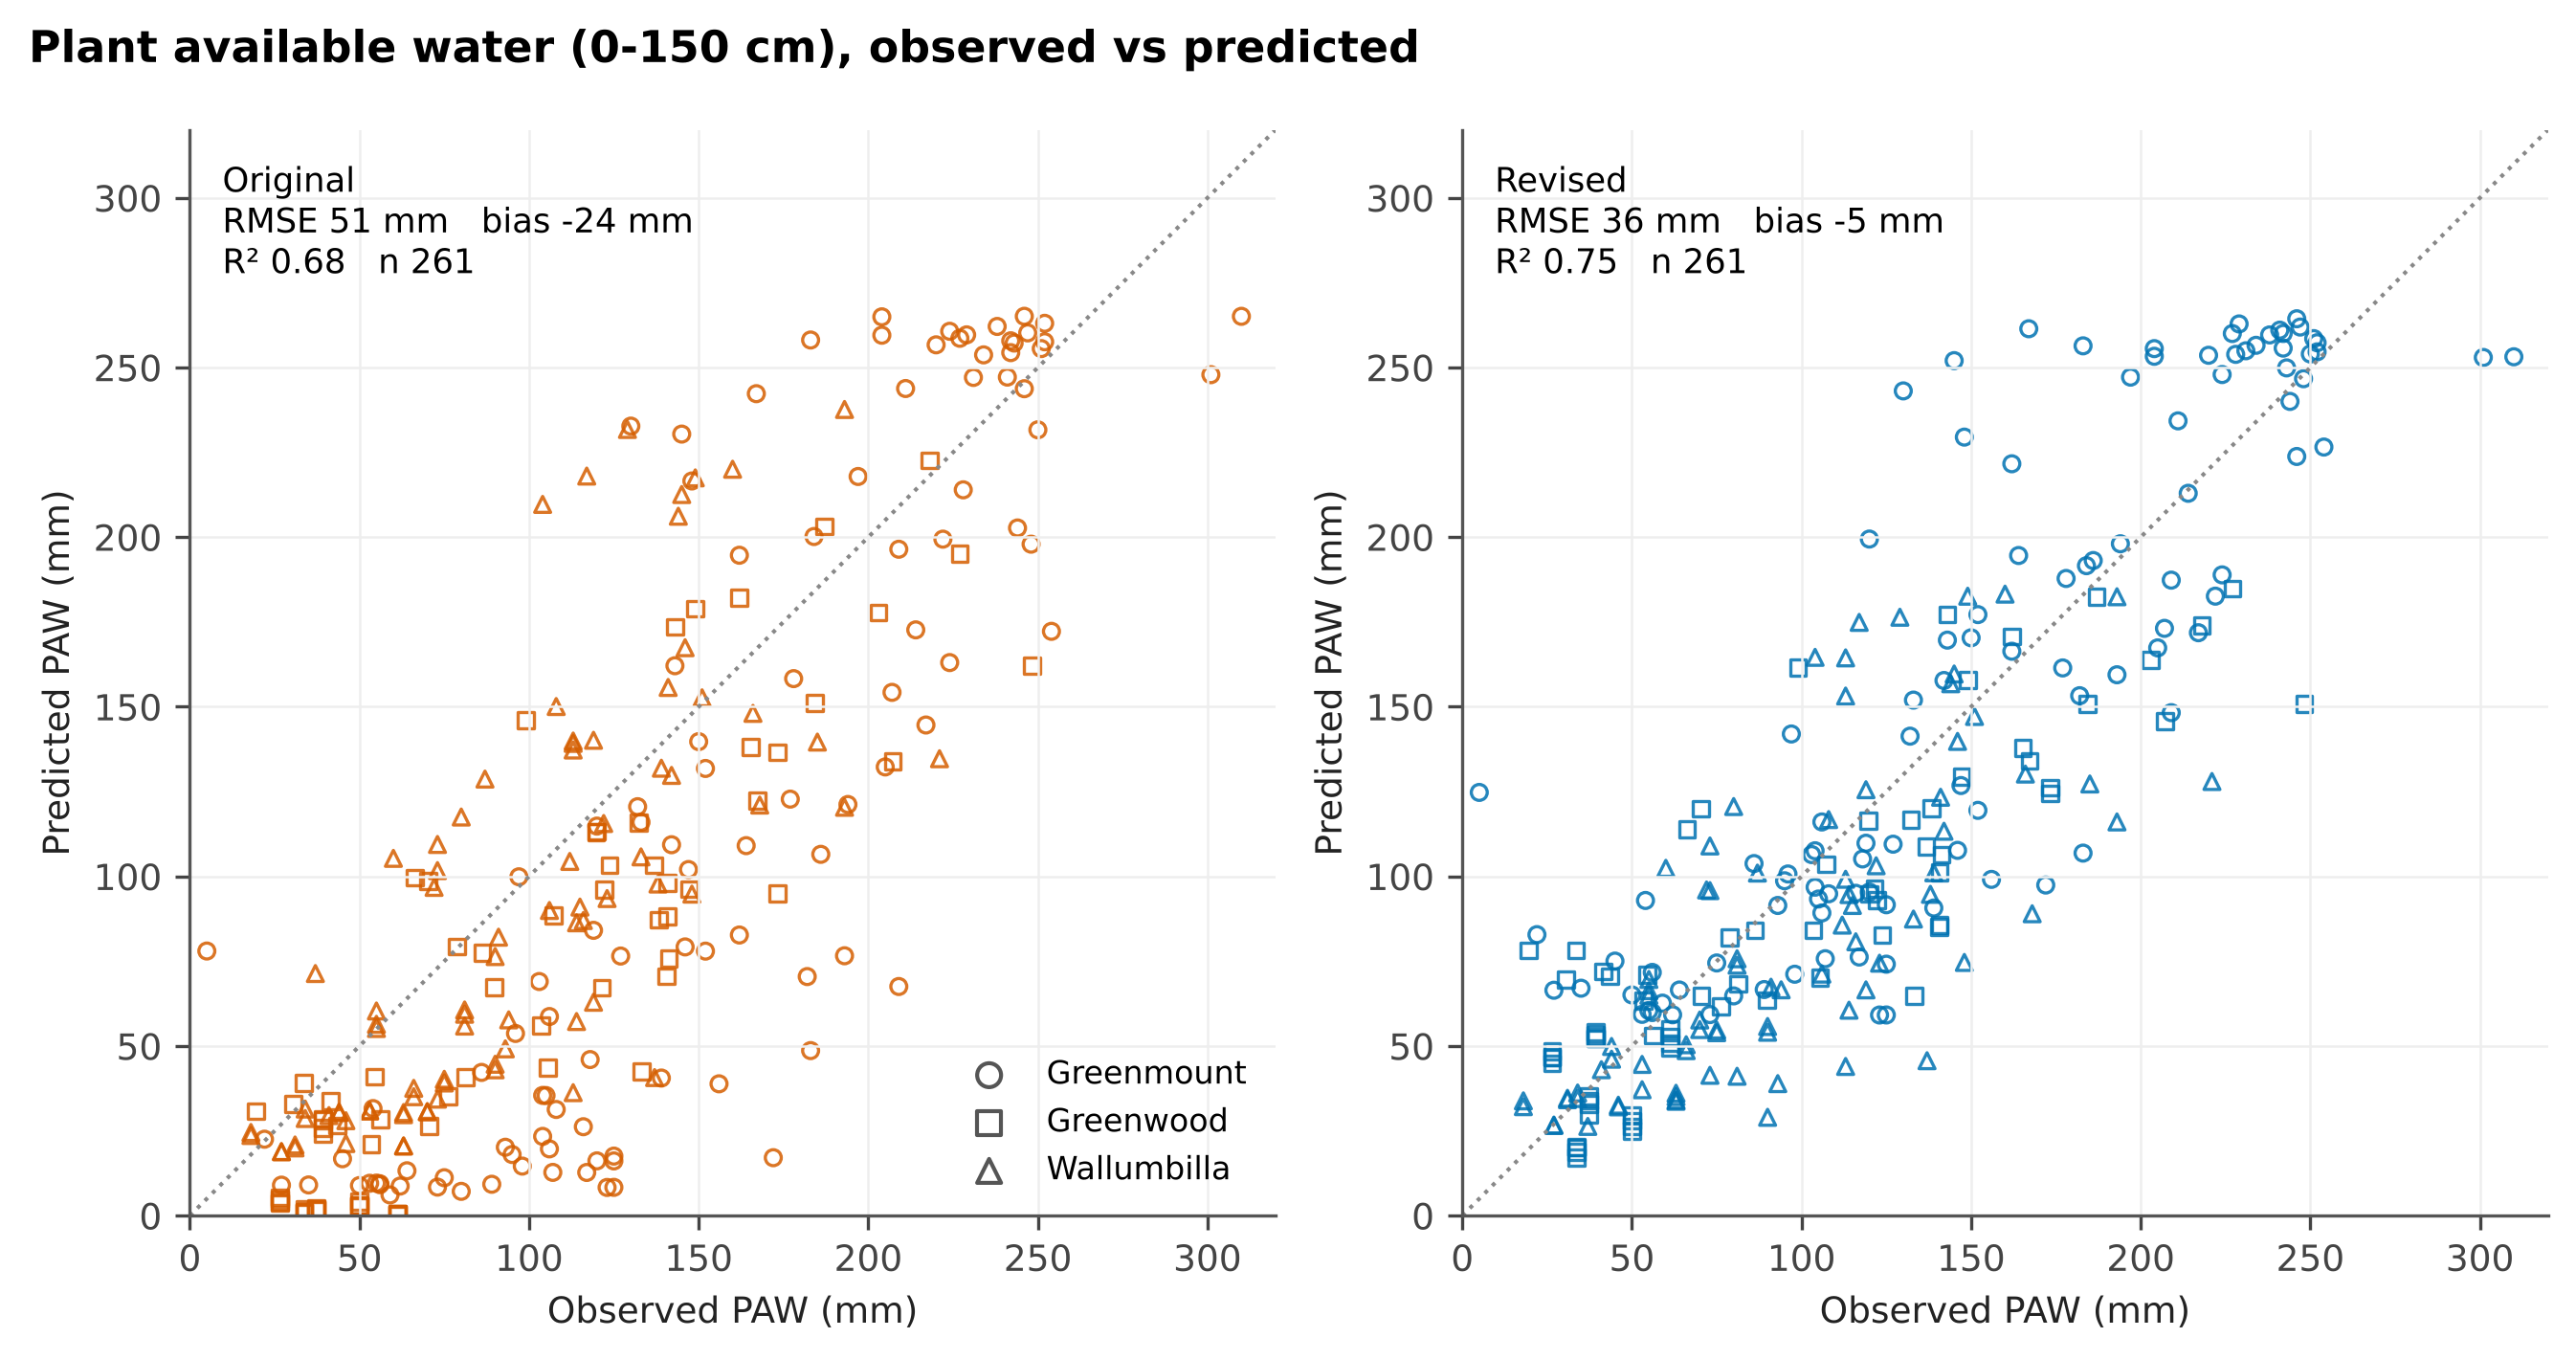 Plant available water (0-150 cm), observed vs predicted
Original
RMSE 51 mm   bias -24 mm
R² 0.68   n 261
Predicted PAW (mm)
300
250
200
150
100
50
0
0 50 100 150 200 250 300
Observed PAW (mm)
Greenmount
Greenwood
Wallumbilla
Revised
RMSE 36 mm   bias -5 mm
R² 0.75   n 261
Predicted PAW (mm)
300
250
200
150
100
50
0
0 50 100 150 200 250 300
Observed PAW (mm)